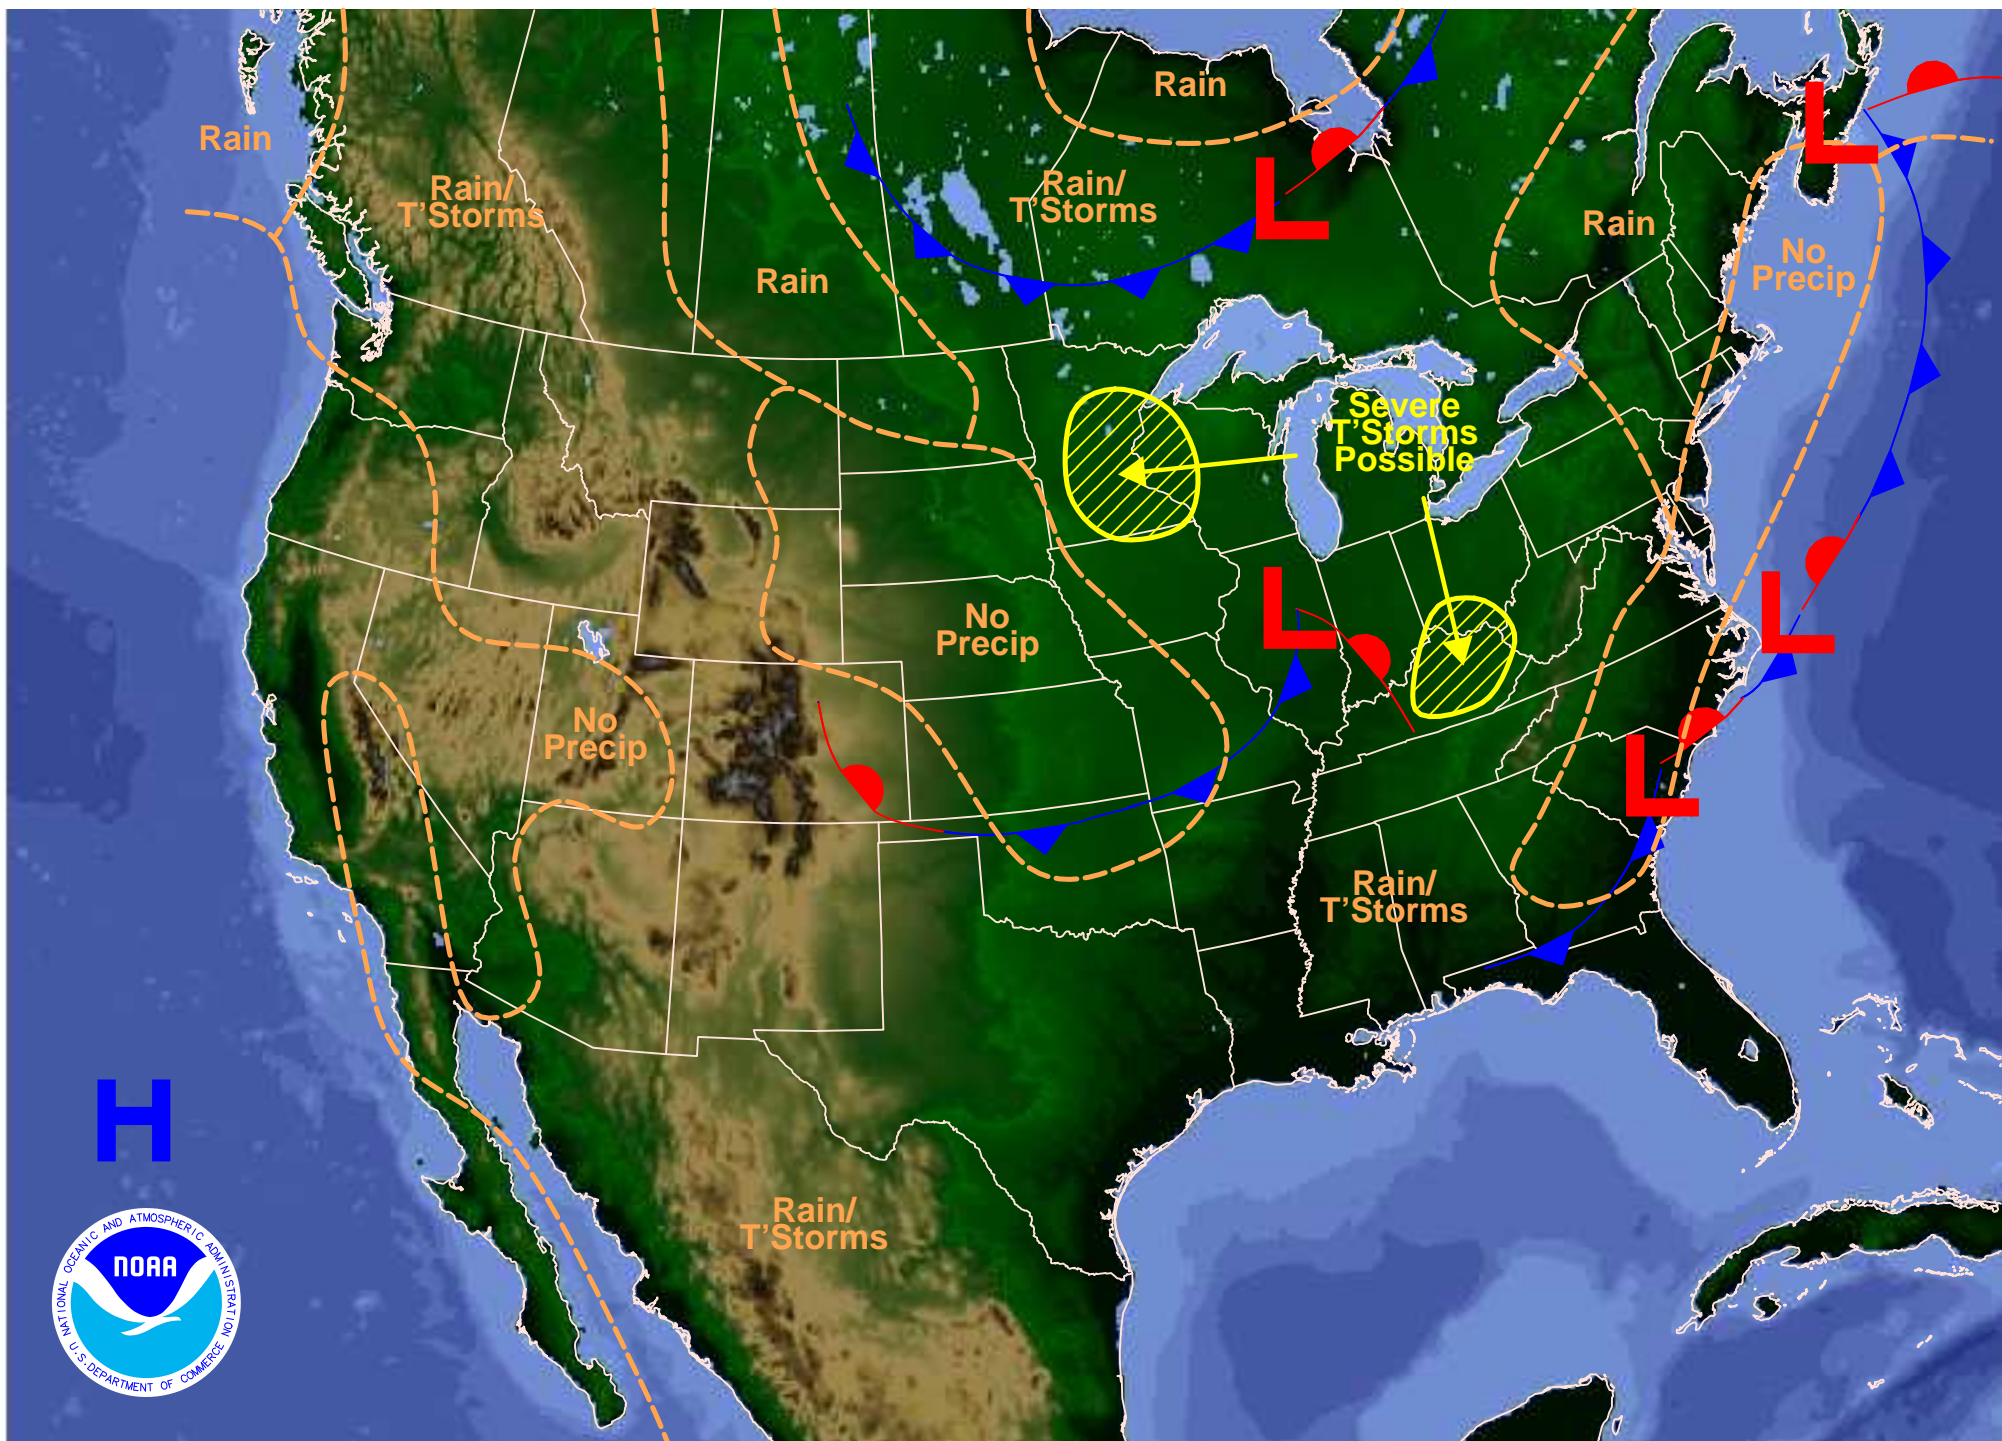 Rain
Rain
Rain/
T'Storms
Rain/
T'Storms
Rain
No
Precip
Rain
L
L
Severe
T'Storms
Possible
No
Precip
L
L
No
Precip
L
Rain/
T'Storms
H
Rain/
T'Storms
NATIONAL OCEANIC AND ATMOSPHERIC ADMINISTRATION
NOAA
U.S. DEPARTMENT OF COMMERCE